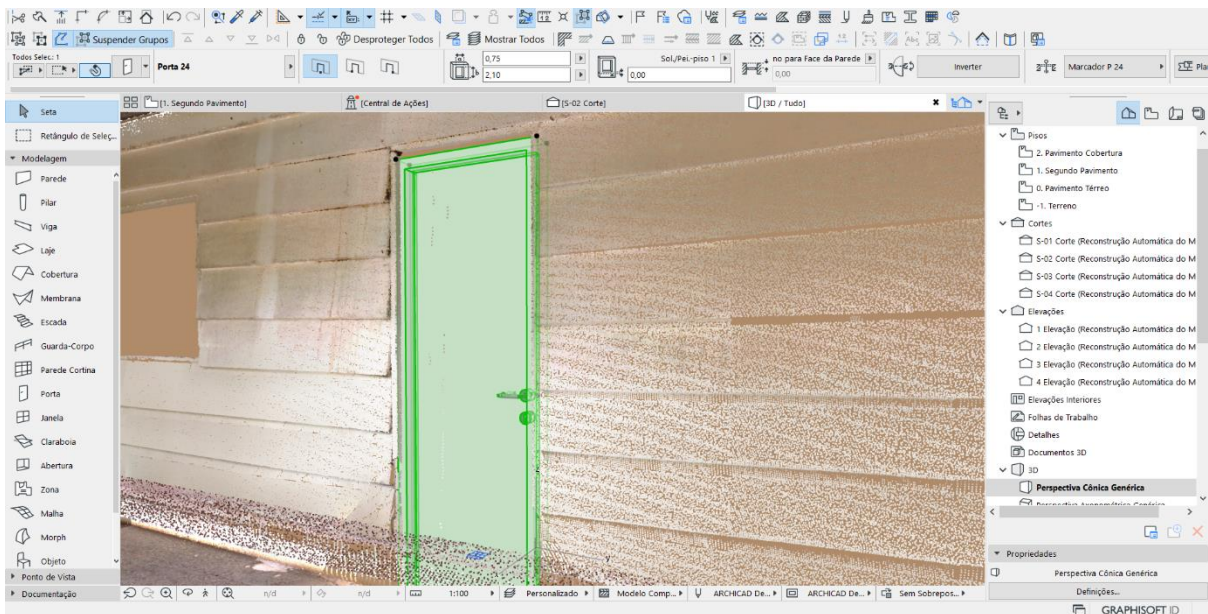 Suspender Grupos
Desproteger Todos
Mostrar Todos
Todos Selec.: 1
Porta 24
0,75
2,10
Sol./Pei.-piso 1
0,00
no para Face da Parede
0,00
Inverter
Marcador P 24
Pla
[1. Segundo Pavimento]
[Central de Ações]
[S-02 Corte]
[3D / Tudo]
Seta
Retângulo de Seleç...
Modelagem
Parede
Pilar
Viga
Laje
Cobertura
Membrana
Escada
Guarda-Corpo
Parede Cortina
Porta
Janela
Claraboia
Abertura
Zona
Malha
Morph
Objeto
Ponto de Vista
Documentação
Pisos
2. Pavimento Cobertura
1. Segundo Pavimento
0. Pavimento Térreo
-1. Terreno
Cortes
S-01 Corte (Reconstrução Automática do M
S-02 Corte (Reconstrução Automática do M
S-03 Corte (Reconstrução Automática do M
S-04 Corte (Reconstrução Automática do M
Elevações
1 Elevação (Reconstrução Automática do M
2 Elevação (Reconstrução Automática do M
3 Elevação (Reconstrução Automática do M
4 Elevação (Reconstrução Automática do M
Elevações Interiores
Folhas de Trabalho
Detalhes
Documentos 3D
3D
Perspectiva Cônica Genérica
Perspectiva Axonométrica Genérica
Propriedades
Perspectiva Cônica Genérica
Definições...
n/d
n/d
1:100
Personalizado
Modelo Comp...
ARCHICAD De...
ARCHICAD De...
Sem Sobrepos...
GRAPHISOFT ID